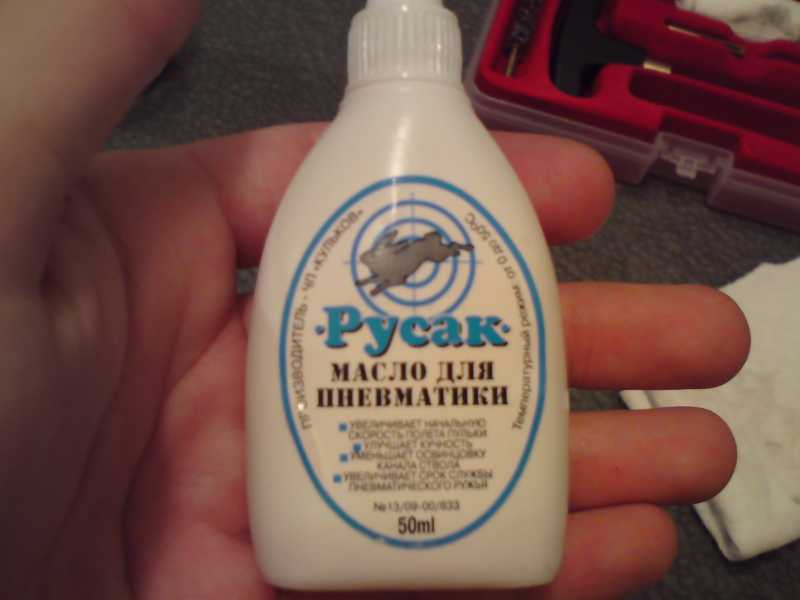 ПРОИЗВОДИТЕЛЬ - ЧП «КУЛЬКОВ»
Температурный режим: от 0 до 50°С
·Русак·
МАСЛО ДЛЯ
ПНЕВМАТИКИ
УВЕЛИЧИВАЕТ НАЧАЛЬНУЮ
СКОРОСТЬ ПОЛЕТА ПУЛЬКИ
УЛУЧШАЕТ КУЧНОСТЬ
УМЕНЬШАЕТ ОСВИНЦОВКУ
КАНАЛА СТВОЛА
УВЕЛИЧИВАЕТ СРОК СЛУЖБЫ
ПНЕВМАТИЧЕСКОГО РУЖЬЯ
№13/09-00/833
50ml